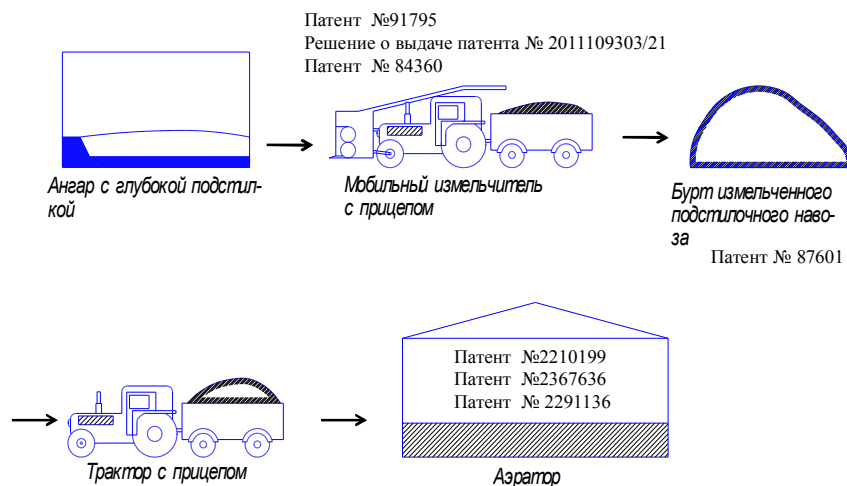 Патент №91795
Решение о выдаче патента № 2011109303/21
Патент № 84360
Ангар с глубокой подстил-
кой
Мобильный измельчитель
с прицепом
Бурт измельченного
подстилочного наво-
за
Патент № 87601
Патент №2210199
Патент №2367636
Патент № 2291136
Трактор с прицепом
Аэратор